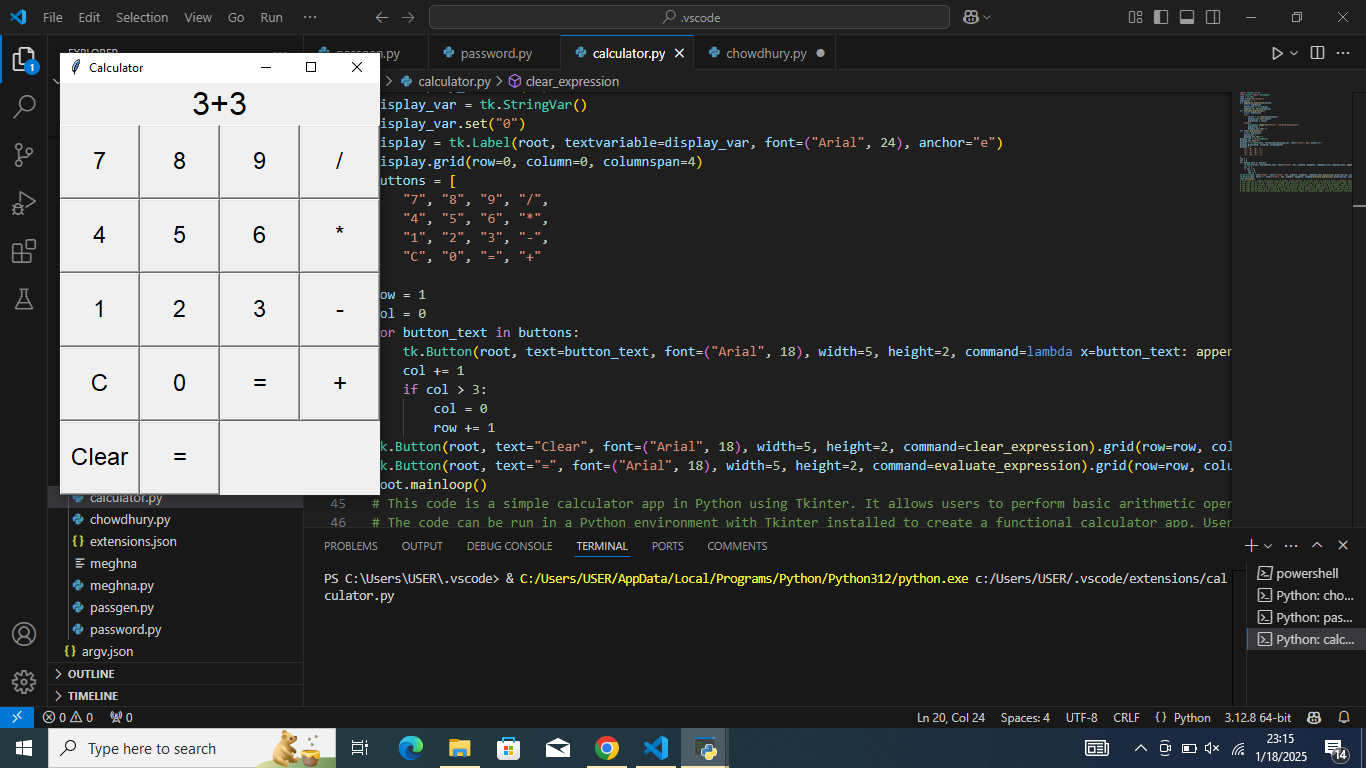 File Edit Selection View Go Run ···
.vscode
EXPLORER
password.py
calculator.py
chowdhury.py
calculator.py > clear_expression
Calculator
3+3
7 8 9 /
4 5 6 *
1 2 3 -
C 0 = +
Clear =
isplay_var = tk.StringVar()
isplay_var.set("0")
isplay = tk.Label(root, textvariable=display_var, font=("Arial", 24), anchor="e")
isplay.grid(row=0, column=0, columnspan=4)
uttons = [
"7", "8", "9", "/",
"4", "5", "6", "*",
"1", "2", "3", "-",
"C", "0", "=", "+"
ow = 1
ol = 0
or button_text in buttons:
tk.Button(root, text=button_text, font=("Arial", 18), width=5, height=2, command=lambda x=button_text: apper
col += 1
if col > 3:
col = 0
row += 1
k.Button(root, text="Clear", font=("Arial", 18), width=5, height=2, command=clear_expression).grid(row=row, col
k.Button(root, text="=", font=("Arial", 18), width=5, height=2, command=evaluate_expression).grid(row=row, colu
oot.mainloop()
45 # This code is a simple calculator app in Python using Tkinter. It allows users to perform basic arithmetic oper
46 # The code can be run in a Python environment with Tkinter installed to create a functional calculator app. User
calculator.py
chowdhury.py
extensions.json
meghna
meghna.py
passgen.py
password.py
argv.json
OUTLINE
TIMELINE
PROBLEMS OUTPUT DEBUG CONSOLE TERMINAL PORTS COMMENTS
PS C:\Users\USER\.vscode> & C:/Users/USER/AppData/Local/Programs/Python/Python312/python.exe c:/Users/USER/.vscode/extensions/cal
culator.py
powershell
Python: cho...
Python: pas...
Python: calc...
0 0 0
Ln 20, Col 24 Spaces: 4 UTF-8 CRLF {} Python 3.12.8 64-bit
Type here to search
23:15
1/18/2025
14
1